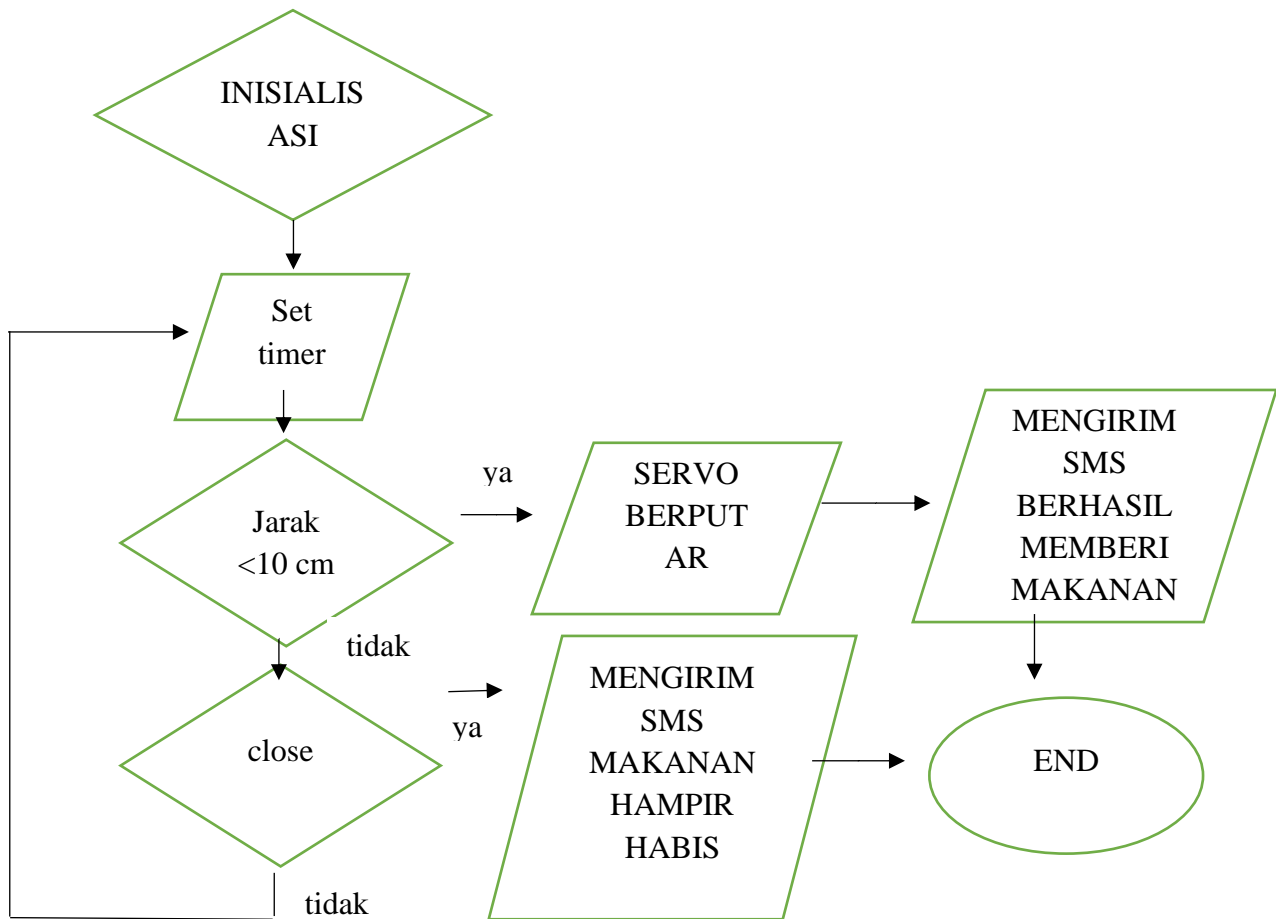 INISIALIS
ASI
Set
timer
Jarak
<10 cm
ya
SERVO
BERPUT
AR
MENGIRIM
SMS
BERHASIL
MEMBERI
MAKANAN
tidak
close
ya
MENGIRIM
SMS
MAKANAN
HAMPIR
HABIS
END
tidak